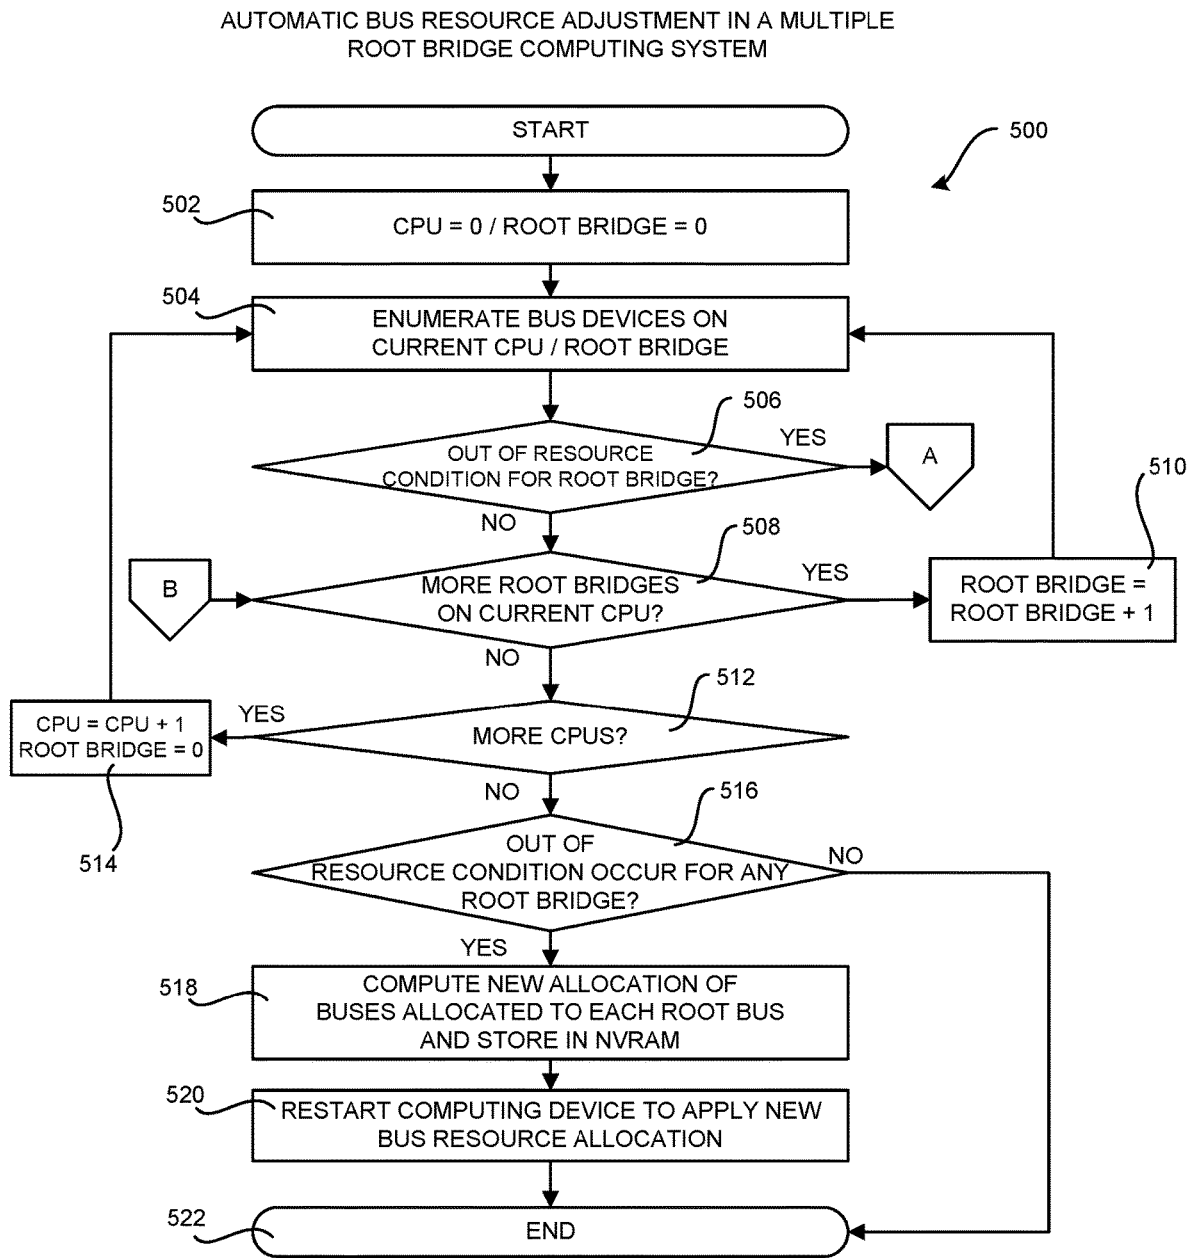 AUTOMATIC BUS RESOURCE ADJUSTMENT IN A MULTIPLE
ROOT BRIDGE COMPUTING SYSTEM
START
500
502
CPU = 0 / ROOT BRIDGE = 0
504
ENUMERATE BUS DEVICES ON
CURRENT CPU / ROOT BRIDGE
506
YES
OUT OF RESOURCE
CONDITION FOR ROOT BRIDGE?
A
510
NO
508
B
MORE ROOT BRIDGES
ON CURRENT CPU?
YES
ROOT BRIDGE =
ROOT BRIDGE + 1
NO
512
CPU = CPU + 1
ROOT BRIDGE = 0
YES
MORE CPUS?
514
NO
516
OUT OF
RESOURCE CONDITION OCCUR FOR ANY
ROOT BRIDGE?
NO
YES
518
COMPUTE NEW ALLOCATION OF
BUSES ALLOCATED TO EACH ROOT BUS
AND STORE IN NVRAM
520
RESTART COMPUTING DEVICE TO APPLY NEW
BUS RESOURCE ALLOCATION
522
END